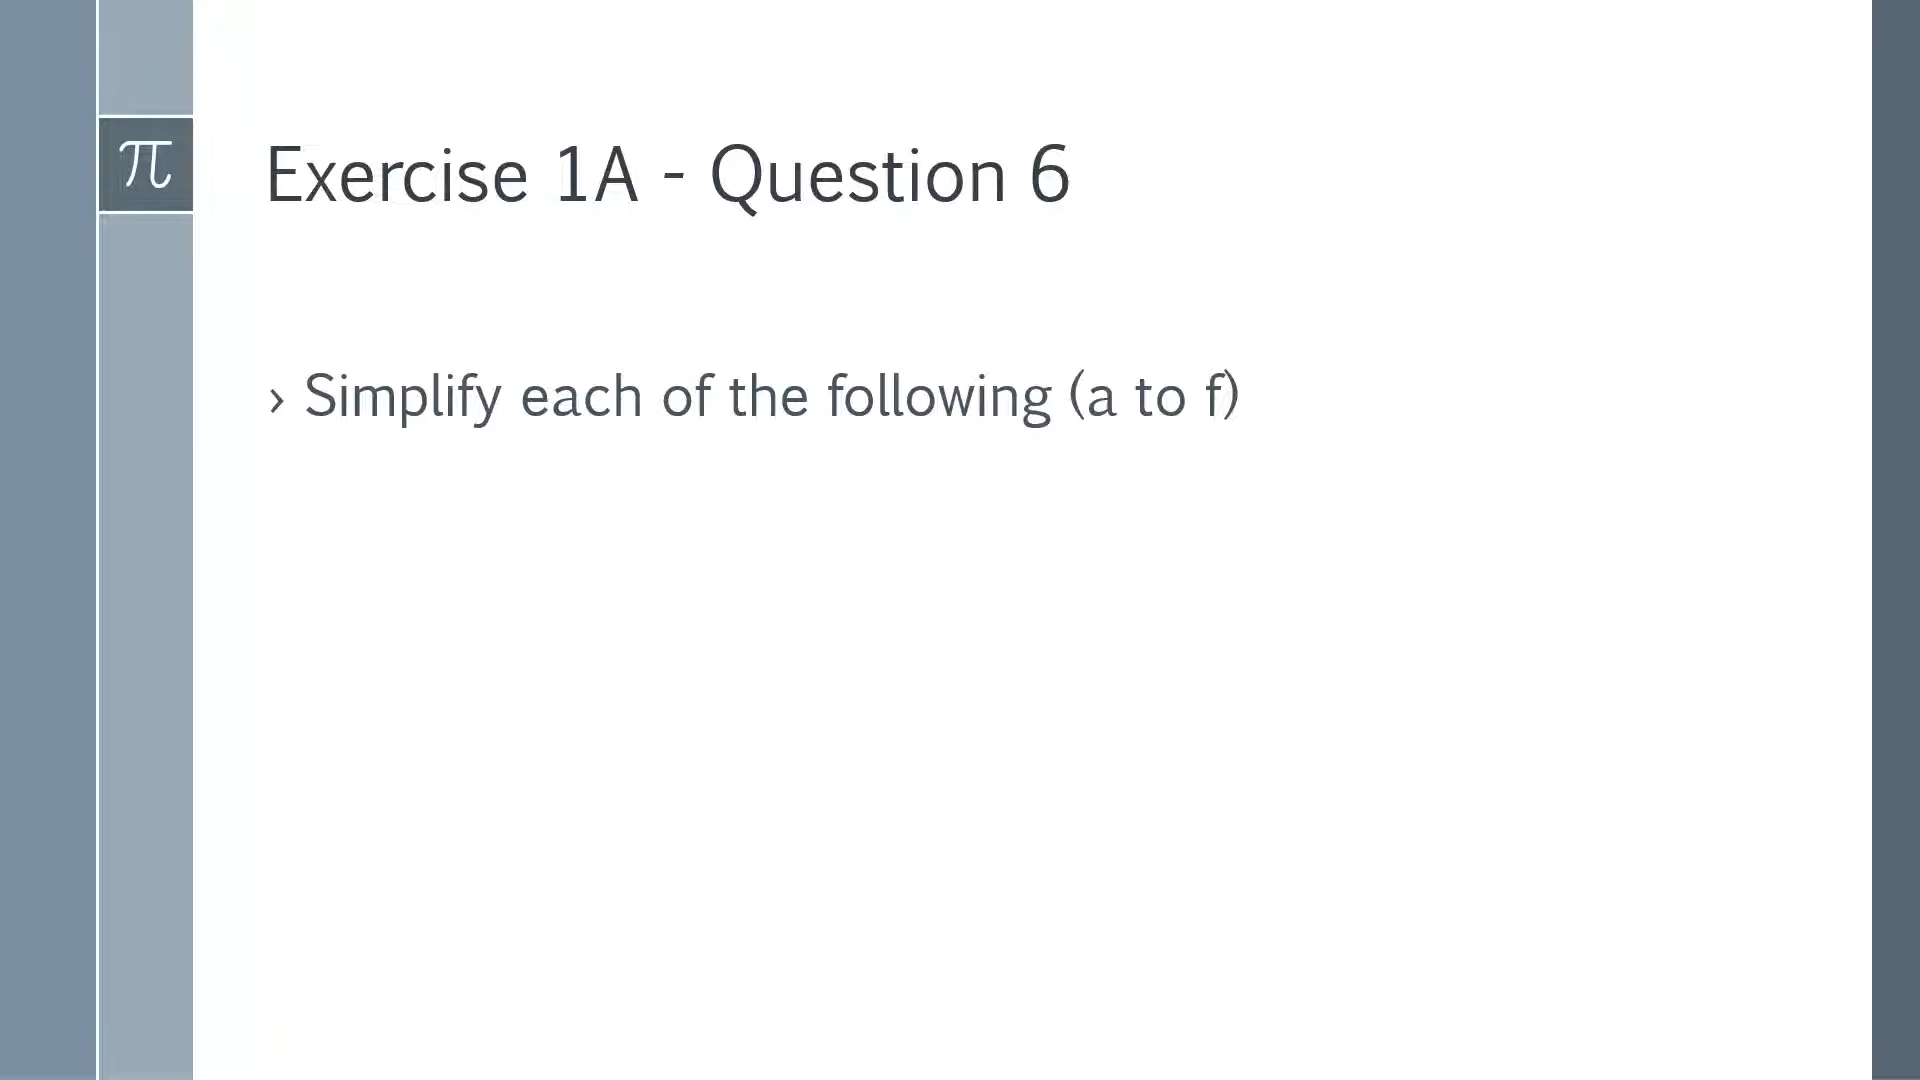 π
Exercise 1A - Question 6
› Simplify each of the following (a to f)